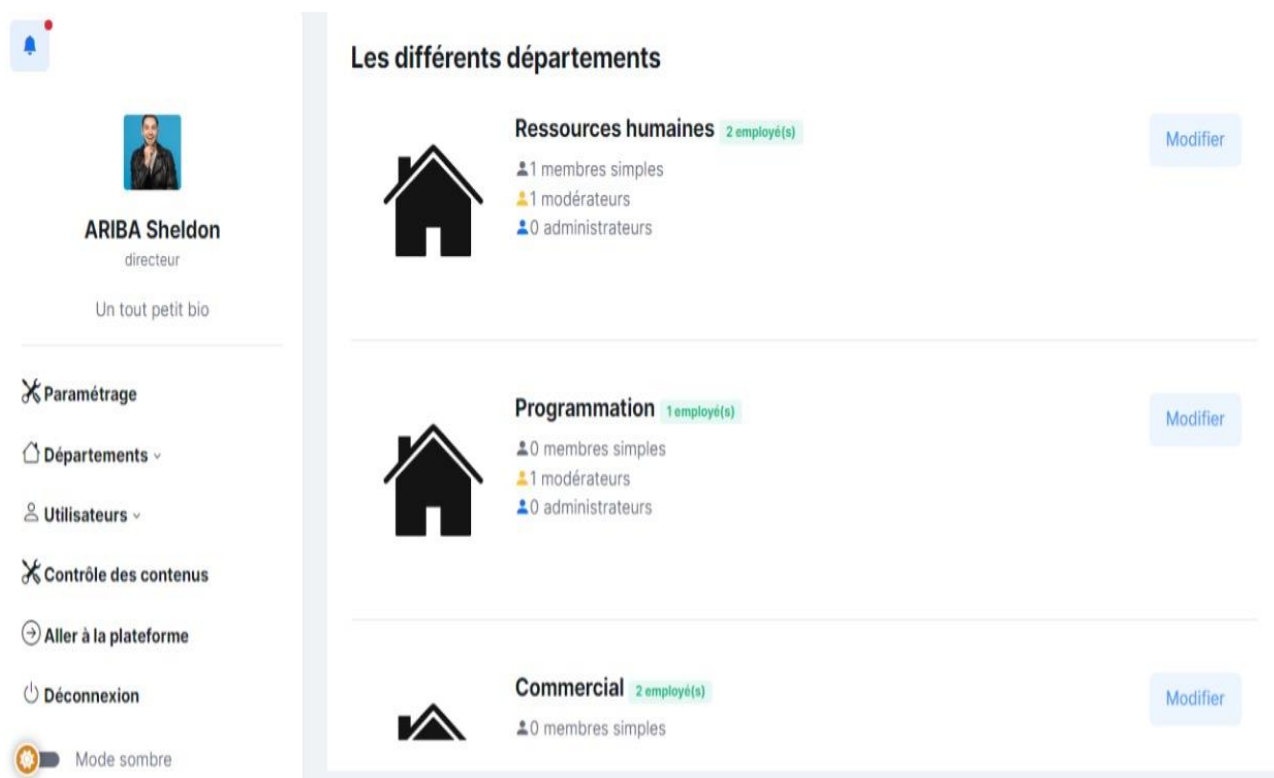 ARIBA Sheldon
directeur
Un tout petit bio
Paramétrage
Départements
Utilisateurs
Contrôle des contenus
Aller à la plateforme
Déconnexion
Mode sombre
Les différents départements
Ressources humaines 2 employé(s)
1 membres simples
1 modérateurs
0 administrateurs
Modifier
Programmation 1 employé(s)
0 membres simples
1 modérateurs
0 administrateurs
Modifier
Commercial 2 employé(s)
0 membres simples
Modifier